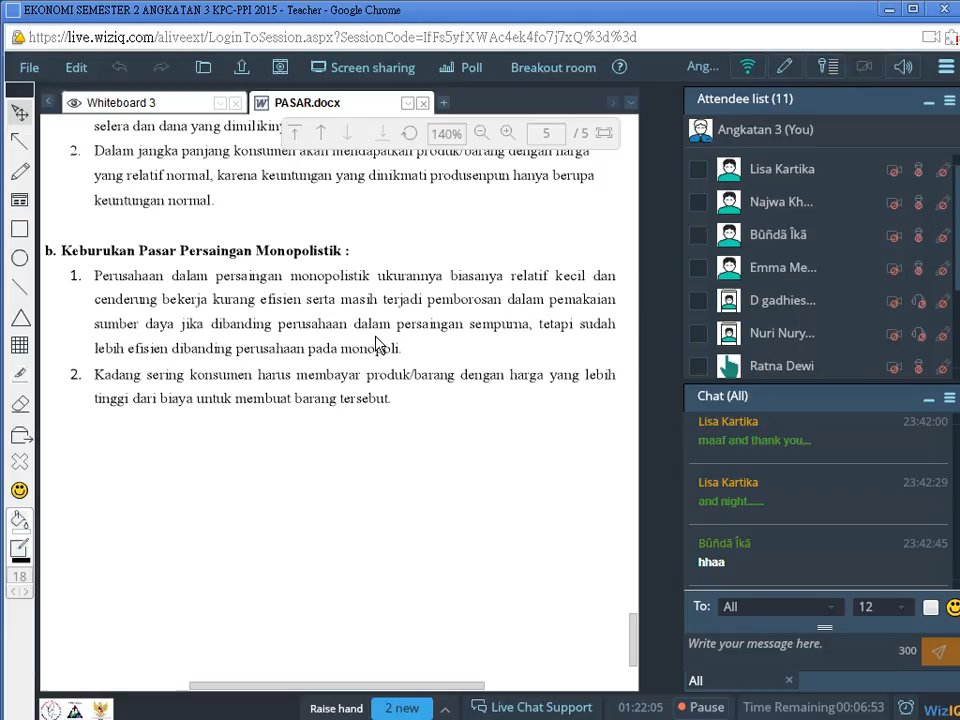 EKONOMI SEMESTER 2 ANGKATAN 3 KPC-PPI 2015 - Teacher - Google Chrome
https://live.wiziq.com/aliveext/LoginToSession.aspx?SessionCode=IfFs5yfXWAc4ek4fo7j7xQ%3d%3d
File Edit Screen sharing Poll Breakout room Ang...
Whiteboard 3 PASAR.docx
selera dan dana yang
140% 5 / 5
2. Dalam jangka panjang konsumen akan mendapatkan produk/barang dengan harga
yang relatif normal, karena keuntungan yang dinikmati produsenpun hanya berupa
keuntungan normal.
b. Keburukan Pasar Persaingan Monopolistik :
1. Perusahaan dalam persaingan monopolistik ukurannya biasanya relatif kecil dan
cenderung bekerja kurang efisien serta masih terjadi pemborosan dalam pemakaian
sumber daya jika dibanding perusahaan dalam persaingan sempurna, tetapi sudah
lebih efisien dibanding perusahaan pada monopoli.
2. Kadang sering konsumen harus membayar produk/barang dengan harga yang lebih
tinggi dari biaya untuk membuat barang tersebut.
18
Attendee list (11)
Angkatan 3 (You)
Lisa Kartika
Najwa Kh...
Bûñdã Îkã
Emma Me...
D gadhies...
Nuri Nury...
Ratna Dewi
Chat (All)
Lisa Kartika 23:42:00
maaf and thank you...
Lisa Kartika 23:42:29
and night......
Bûñdã Îkã 23:42:45
hhaa
To: All 12
Write your message here. 300
All
Raise hand 2 new Live Chat Support 01:22:05 Pause Time Remaining 00:06:53 WizIQ